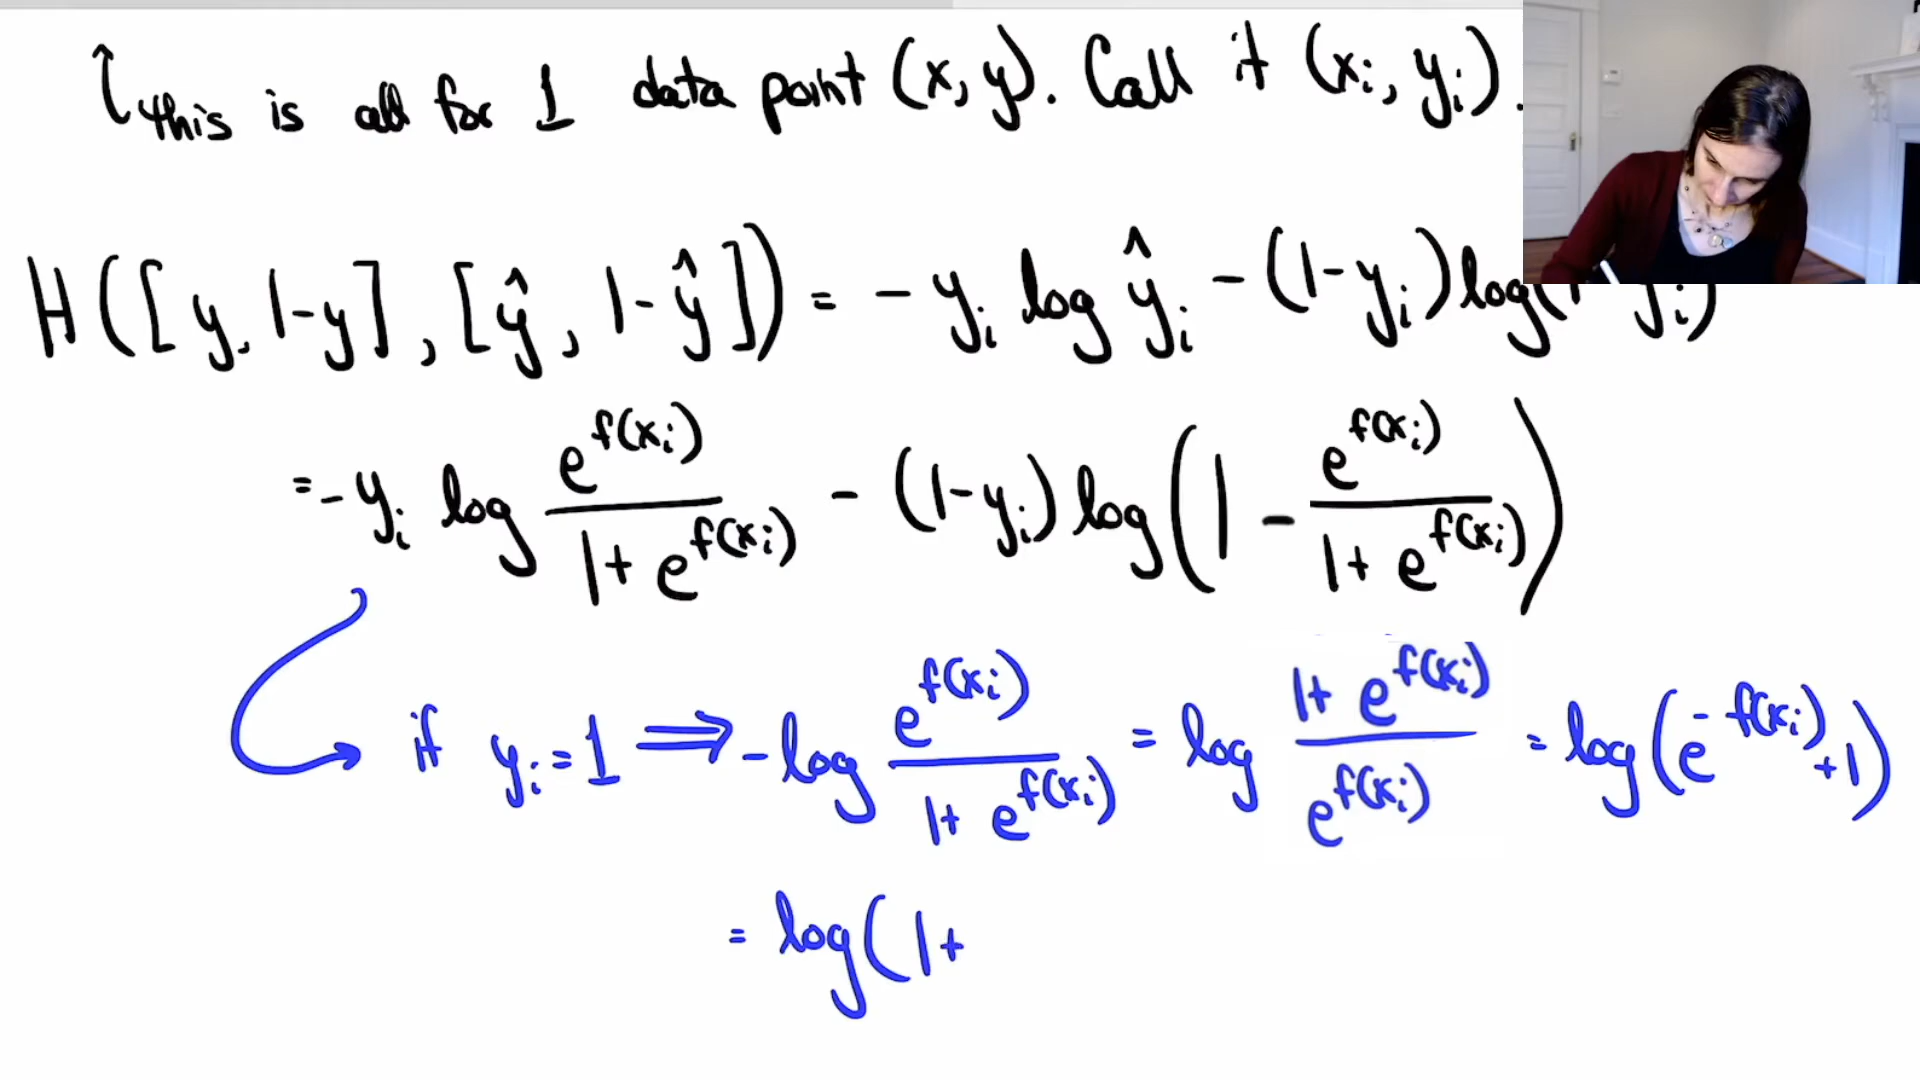 ↑this is all for 1 data point (x, y). Call it (xᵢ, yᵢ).
H([y, 1-y], [ŷ, 1-ŷ]) = - yᵢ log ŷᵢ - (1-yᵢ) log(1 yᵢ)
= - yᵢ log e^{f(xᵢ)} / (1+ e^{f(xᵢ)}) - (1-yᵢ) log(1 - e^{f(xᵢ)} / (1+ e^{f(xᵢ)}))
if yᵢ = 1 ⟹ - log e^{f(xᵢ)} / (1+ e^{f(xᵢ)}) = log (1+ e^{f(xᵢ)}) / e^{f(xᵢ)} = log(e^{-f(xᵢ)} +1)
= log( 1+